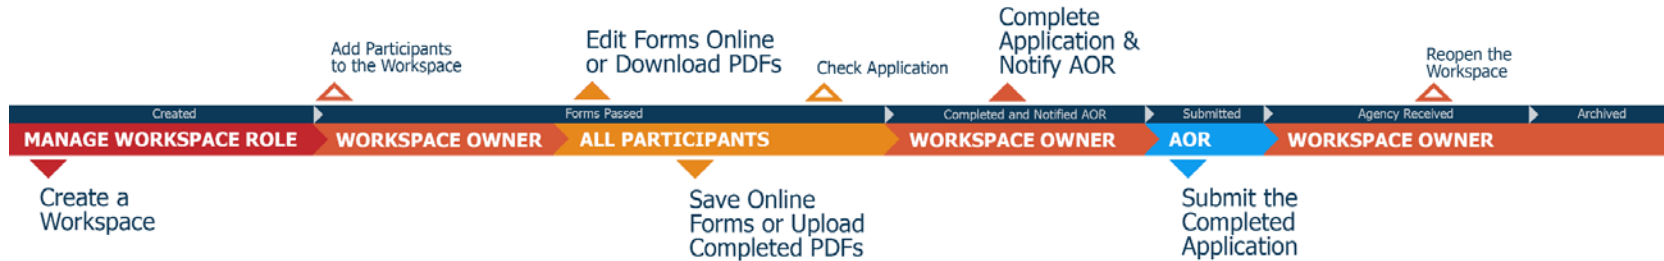 Add Participants
to the Workspace
Edit Forms Online
or Download PDFs
Check Application
Complete
Application &
Notify AOR
Reopen the
Workspace
Created
Forms Passed
Completed and Notified AOR
Submitted
Agency Received
Archived
MANAGE WORKSPACE ROLE
WORKSPACE OWNER
ALL PARTICIPANTS
WORKSPACE OWNER
AOR
WORKSPACE OWNER
Create a
Workspace
Save Online
Forms or Upload
Completed PDFs
Submit the
Completed
Application